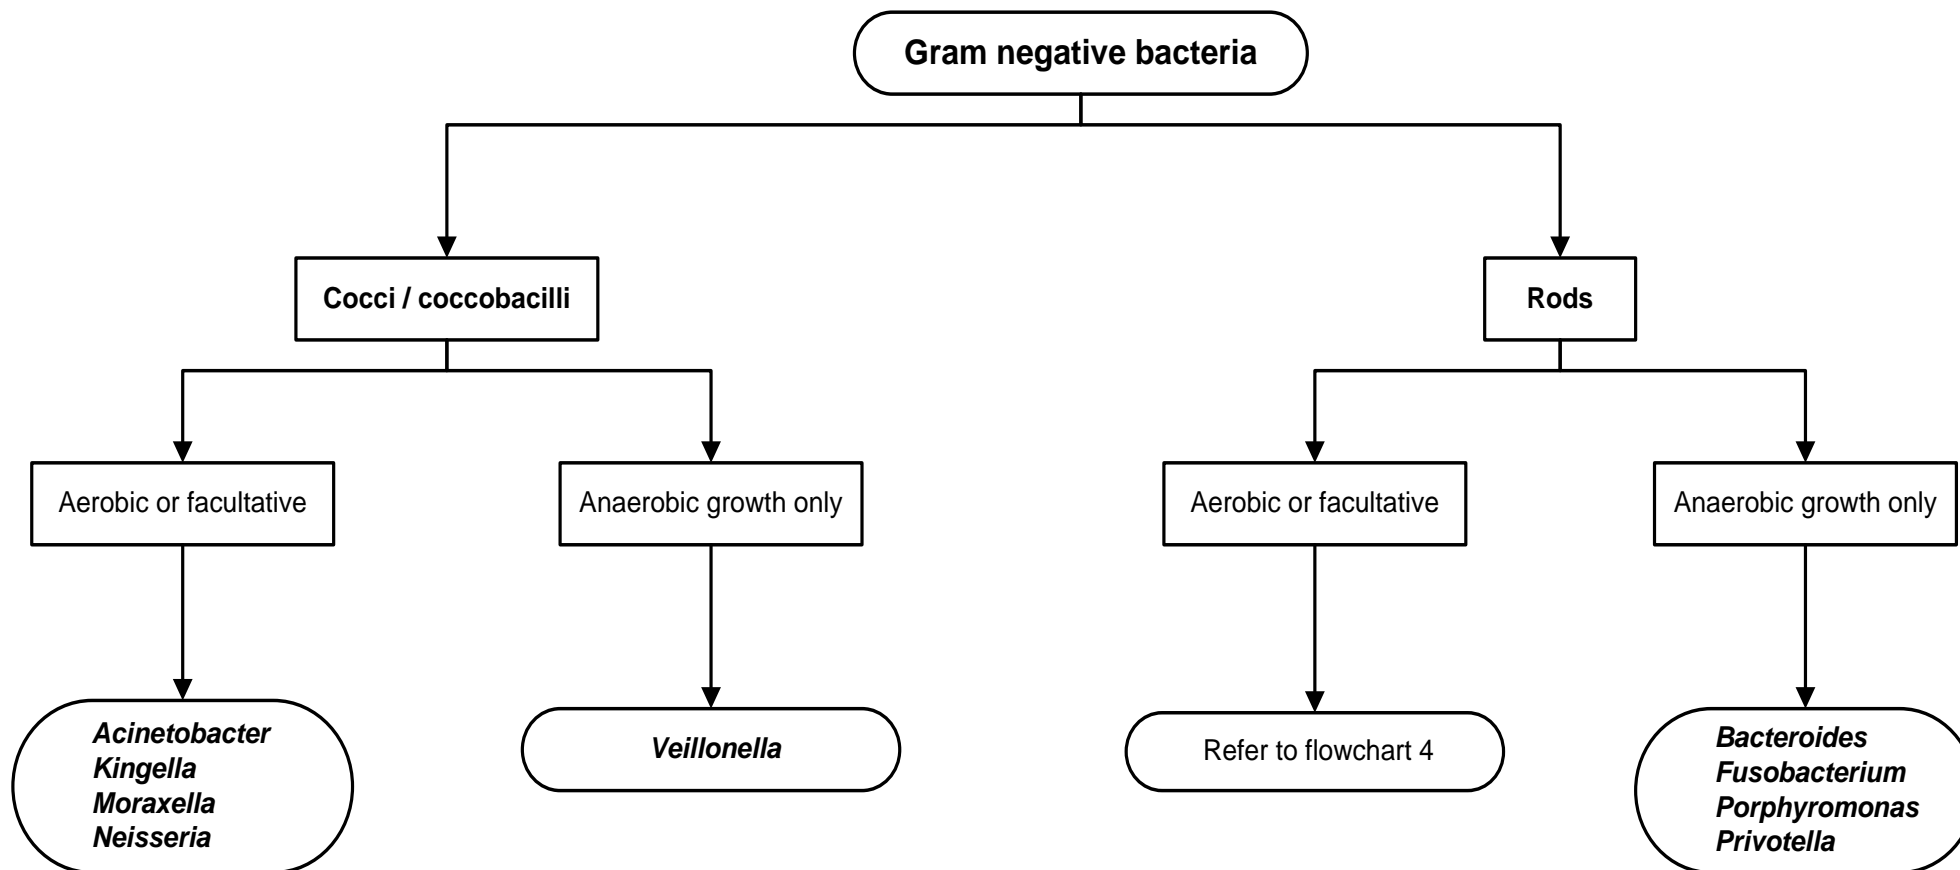 Gram negative bacteria
Cocci / coccobacilli
Rods
Aerobic or facultative
Anaerobic growth only
Aerobic or facultative
Anaerobic growth only
Acinetobacter
Kingella
Moraxella
Neisseria
Veillonella
Refer to flowchart 4
Bacteroides
Fusobacterium
Porphyromonas
Privotella